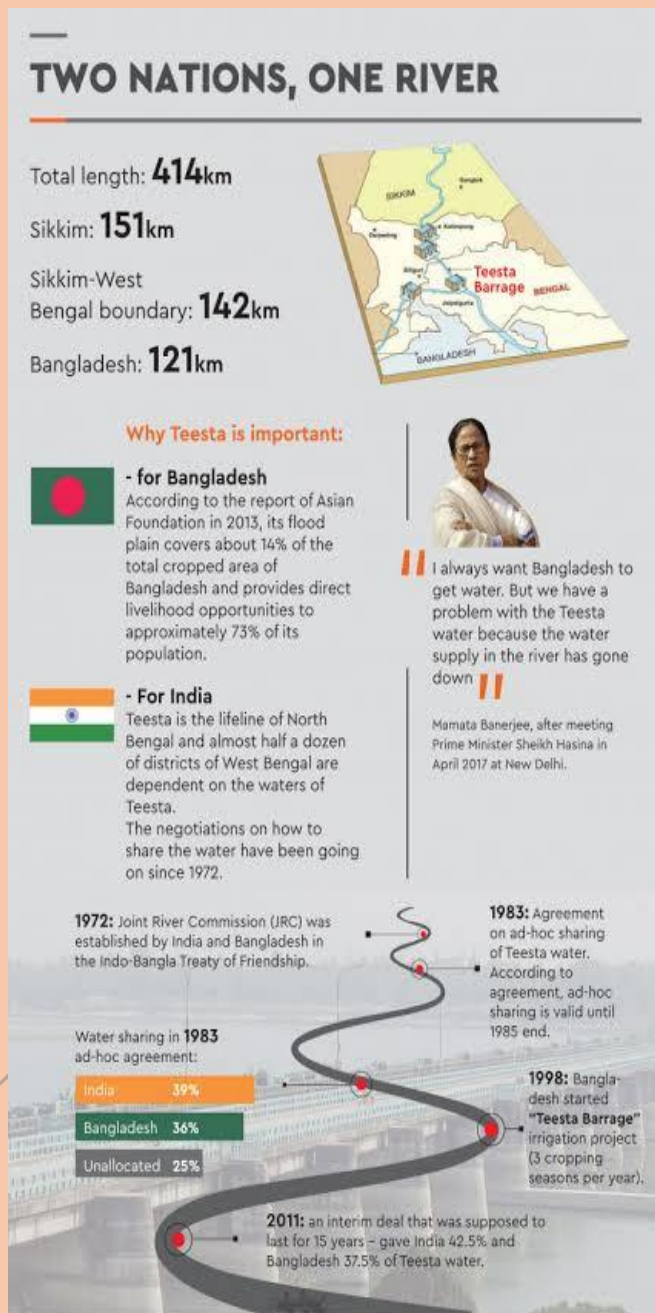 TWO NATIONS, ONE RIVER
Total length: 414km
Sikkim: 151km
Sikkim-West
Bengal boundary: 142km
Bangladesh: 121km
SIKKIM
Gangtok
Darjeeling
Kalimpong
Siliguri
Teesta
Barrage
BENGAL
Jalpaiguri
BANGLADESH
Why Teesta is important:
- for Bangladesh
According to the report of Asian
Foundation in 2013, its flood
plain covers about 14% of the
total cropped area of
Bangladesh and provides direct
livelihood opportunities to
approximately 73% of its
population.
- For India
Teesta is the lifeline of North
Bengal and almost half a dozen
of districts of West Bengal are
dependent on the waters of
Teesta.
The negotiations on how to
share the water have been going
on since 1972.
"I always want Bangladesh to
get water. But we have a
problem with the Teesta
water because the water
supply in the river has gone
down"
Mamata Banerjee, after meeting
Prime Minister Sheikh Hasina in
April 2017 at New Delhi.
1972: Joint River Commission (JRC) was
established by India and Bangladesh in
the Indo-Bangla Treaty of Friendship.
1983: Agreement
on ad-hoc sharing
of Teesta water.
According to
agreement, ad-hoc
sharing is valid until
1985 end.
Water sharing in 1983
ad-hoc agreement:
India 39%
Bangladesh 36%
Unallocated 25%
1998: Bangla-
desh started
"Teesta Barrage"
irrigation project
(3 cropping
seasons per year).
2011: an interim deal that was supposed to
last for 15 years – gave India 42.5% and
Bangladesh 37.5% of Teesta water.